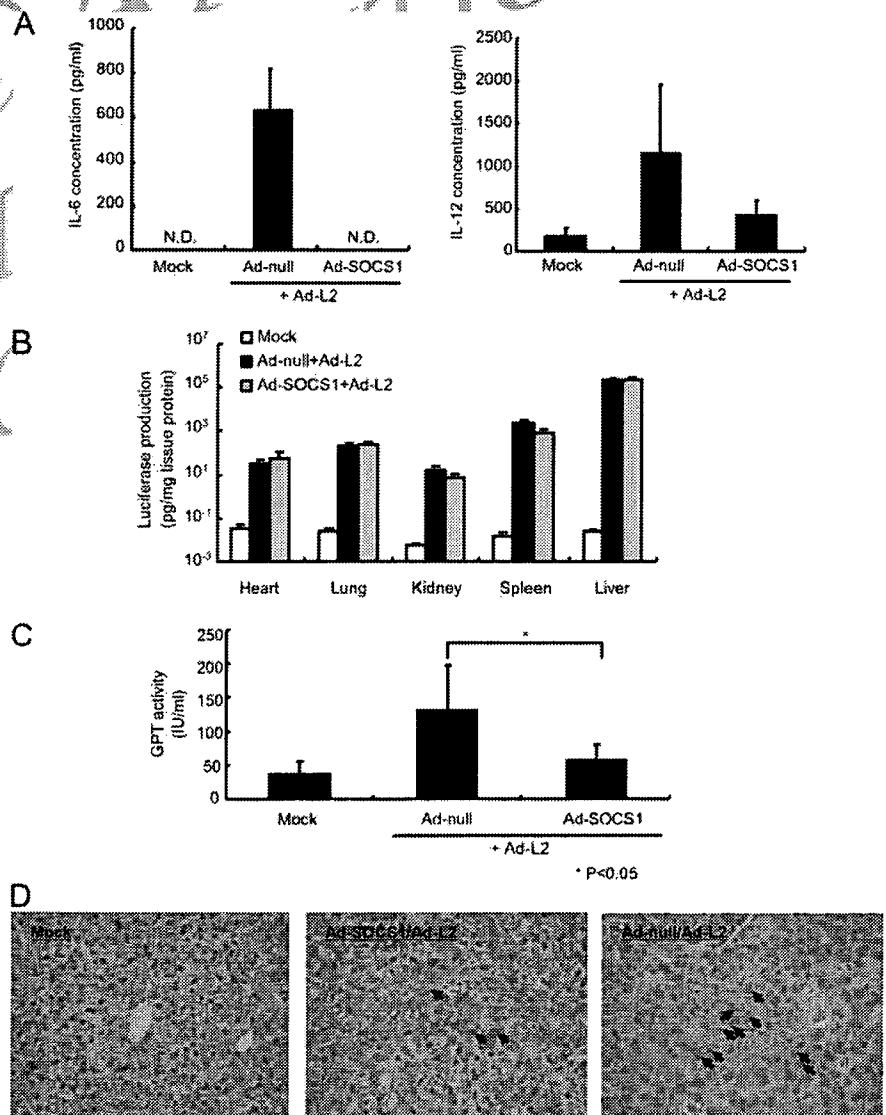 A
IL-6 concentration (pg/ml)
1000
800
600
400
200
0
N.D.
N.D.
Mock
Ad-null
Ad-SOCS1
+ Ad-L2
IL-12 concentration (pg/ml)
2500
2000
1500
1000
500
0
Mock
Ad-null
Ad-SOCS1
+ Ad-L2
B
Luciferase production
(pg/mg tissue protein)
10⁷
10⁵
10³
10¹
10⁻¹
10⁻³
Mock
Ad-null+Ad-L2
Ad-SOCS1+Ad-L2
Heart
Lung
Kidney
Spleen
Liver
C
GPT activity
(IU/ml)
250
200
150
100
50
0
*
Mock
Ad-null
Ad-SOCS1
+ Ad-L2
* P<0.05
D
Mock
Ad-SOCS1/Ad-L2
Ad-null/Ad-L2